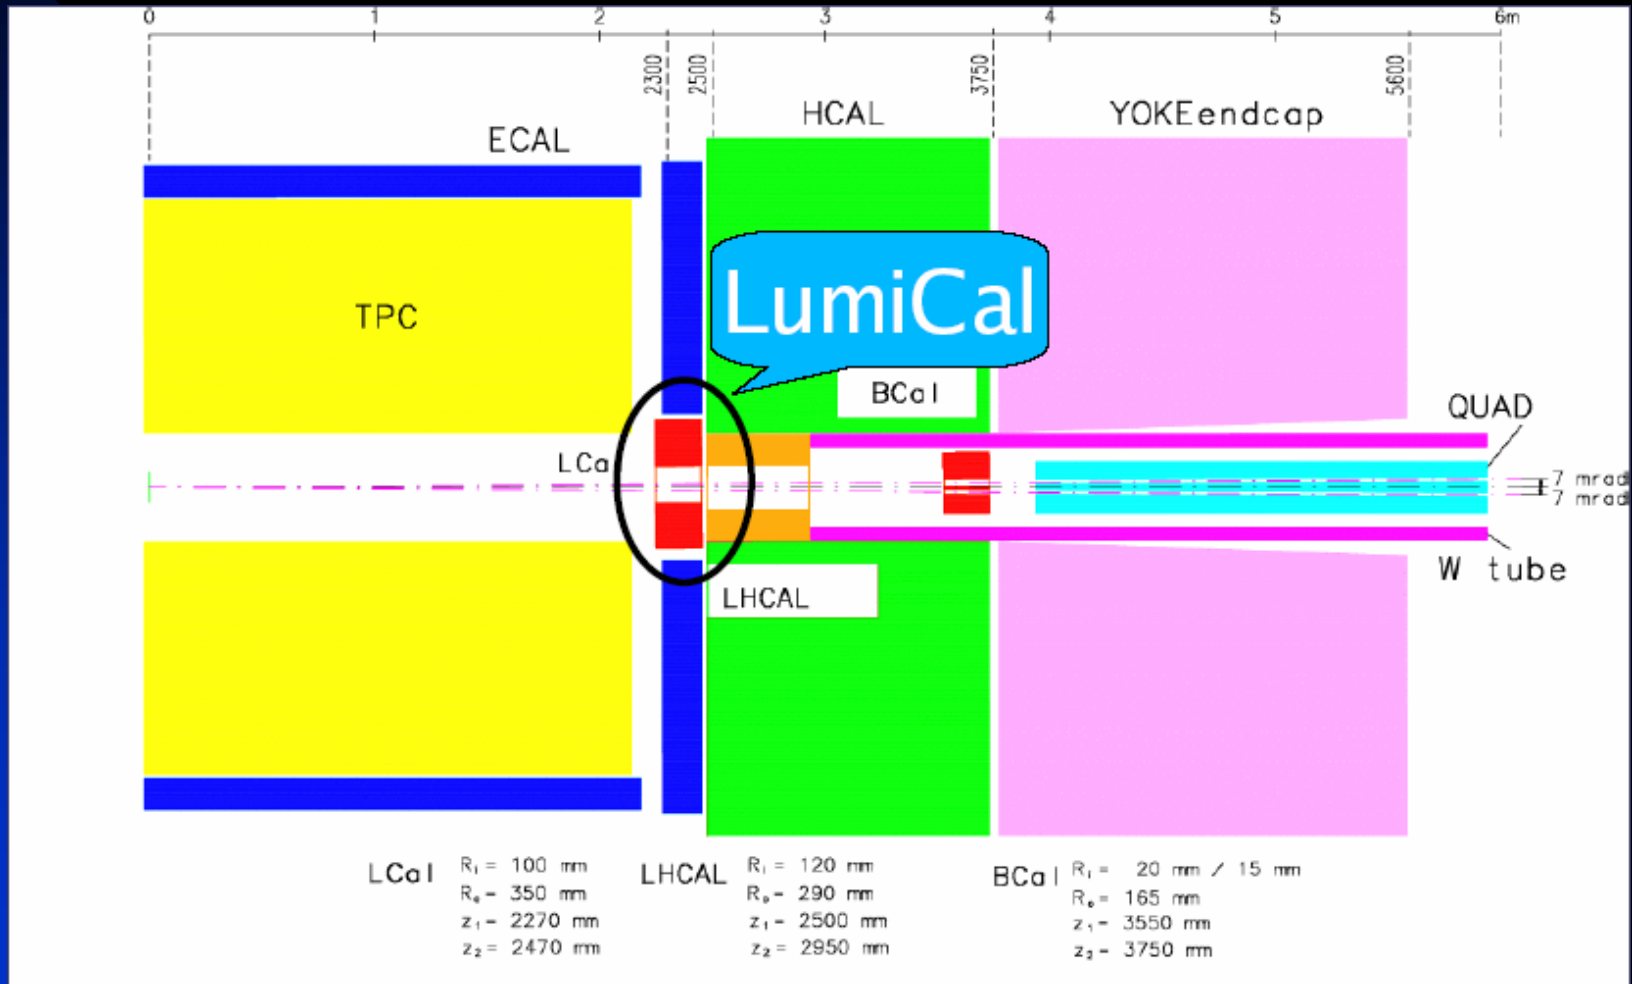 0 1 2 3 4 5 6m
2300 2500 3750 5600
ECAL HCAL YOKEendcap
TPC
LumiCal
BCal
QUAD
LCa
7 mrad
7 mrad
W tube
LHCAL
LCal
R₁= 100 mm
Rₒ- 350 mm
z₁- 2270 mm
z₂= 2470 mm
LHCAL
R₁= 120 mm
Rₒ- 290 mm
z₁- 2500 mm
z₂= 2950 mm
BCal
R₁= 20 mm / 15 mm
Rₒ= 165 mm
z₁- 3550 mm
z₂- 3750 mm